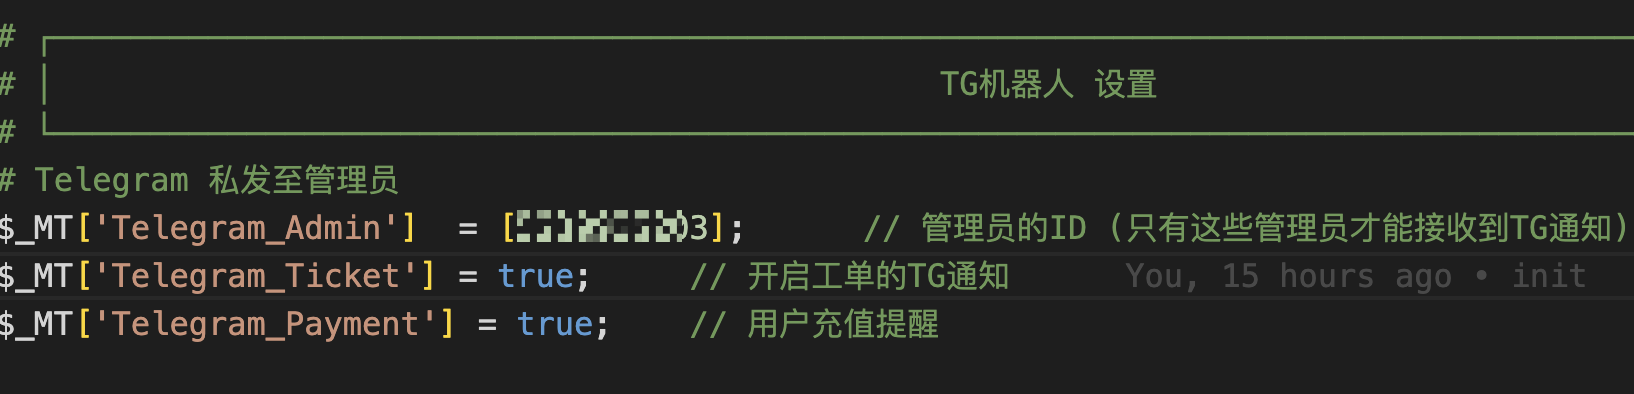 #
# TG机器人 设置
#
# Telegram 私发至管理员
$_MT['Telegram_Admin'] = [03]; // 管理员的ID (只有这些管理员才能接收到TG通知)
$_MT['Telegram_Ticket'] = true; // 开启工单的TG通知 You, 15 hours ago • init
$_MT['Telegram_Payment'] = true; // 用户充值提醒